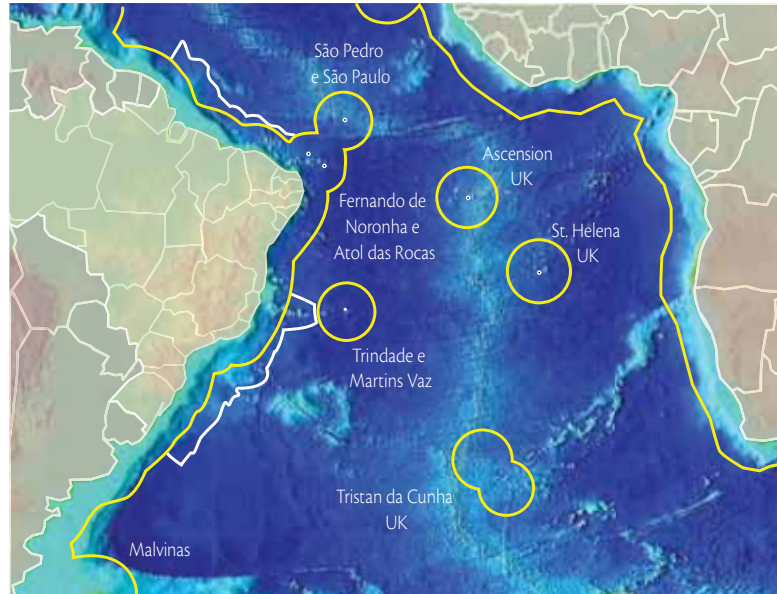 São Pedro
e São Paulo
Ascension
UK
Fernando de
Noronha e
Atol das Rocas
St. Helena
UK
Trindade e
Martins Vaz
Tristan da Cunha
UK
Malvinas